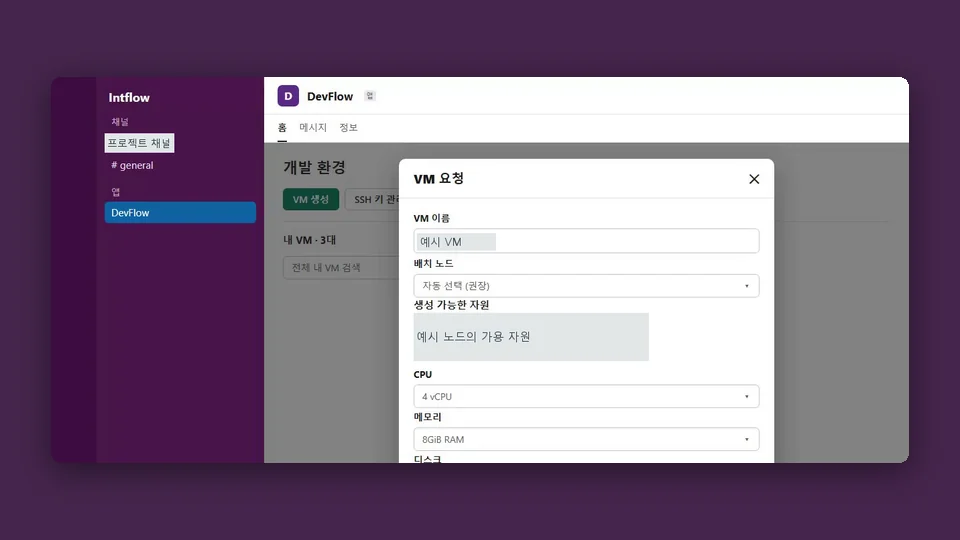 Intflow
채널
프로젝트 채널
# general
앱
DevFlow
D DevFlow 앱
홈 메시지 정보
개발 환경
VM 생성 SSH 키 관리
내 VM · 3대
전체 내 VM 검색
VM 요청
VM 이름
예시 VM
배치 노드
자동 선택 (권장)
생성 가능한 자원
예시 노드의 가용 자원
CPU
4 vCPU
메모리
8GiB RAM
디스크